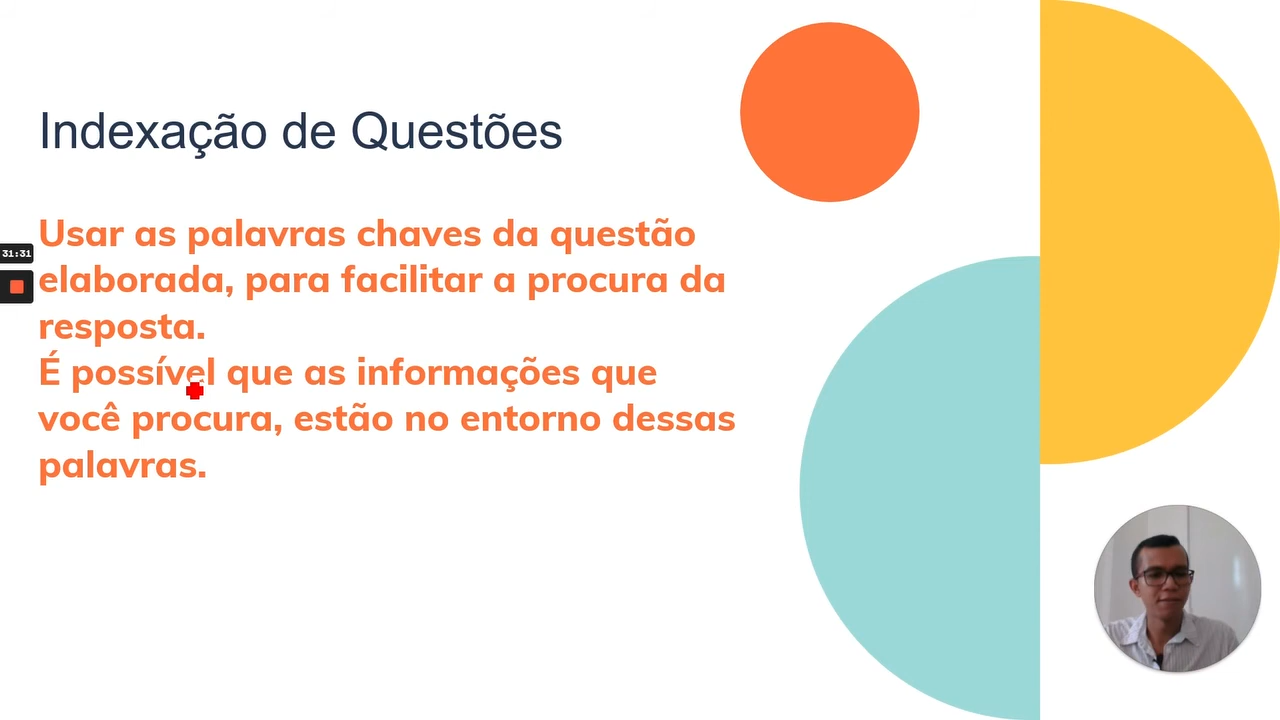 Indexação de Questões
Usar as palavras chaves da questão
elaborada, para facilitar a procura da
resposta.
É possível que as informações que
você procura, estão no entorno dessas
palavras.
31:31